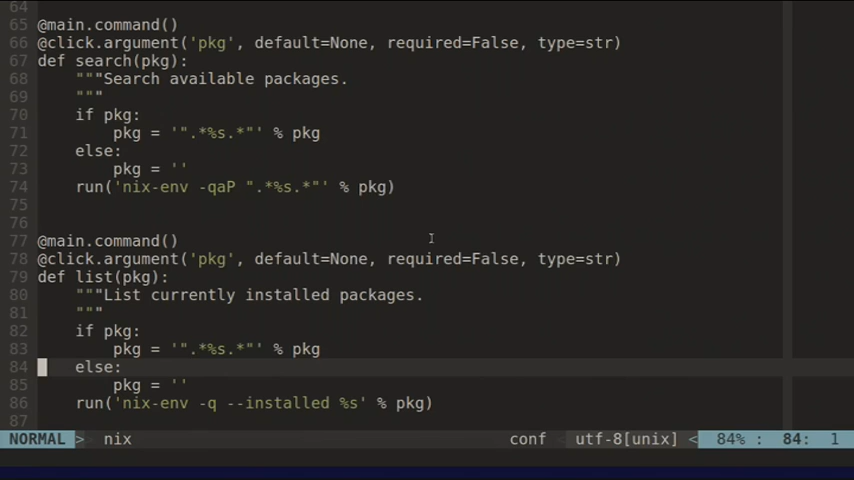 64
65 @main.command()
66 @click.argument('pkg', default=None, required=False, type=str)
67 def search(pkg):
68     """Search available packages.
69     """
70     if pkg:
71         pkg = '".*%s.*"' % pkg
72     else:
73         pkg = ''
74     run('nix-env -qaP ".*%s.*"' % pkg)
75
76
77 @main.command()
78 @click.argument('pkg', default=None, required=False, type=str)
79 def list(pkg):
80     """List currently installed packages.
81     """
82     if pkg:
83         pkg = '".*%s.*"' % pkg
84     else:
85         pkg = ''
86     run('nix-env -q --installed %s' % pkg)
87
NORMAL > nix conf < utf-8[unix] < 84% : 84: 1